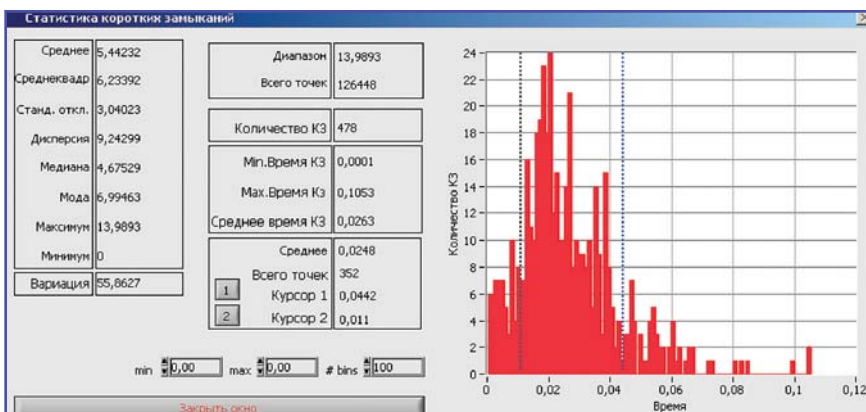 Статистика коротких замыканий
Среднее 5,44232
Среднеквадр 6,23392
Станд. откл. 3,04023
Дисперсия 9,24299
Медиана 4,67529
Мода 6,99463
Максимум 13,9893
Минимум 0
Вариация 55,8627
Диапазон 13,9893
Всего точек 126448
Количество КЗ 478
Min.Время КЗ 0,0001
Max.Время Кз 0,1053
Среднее время КЗ 0,0263
Среднее 0,0248
Всего точек 352
1 Курсор 1 0,0442
2 Курсор 2 0,011
min 0,00 max 0,00 # bins 100
Закрыть окно
Количество КЗ
24
22
20
18
16
14
12
10
8
6
4
2
0
0 0,02 0,04 0,06 0,08 0,1 0,12
Время